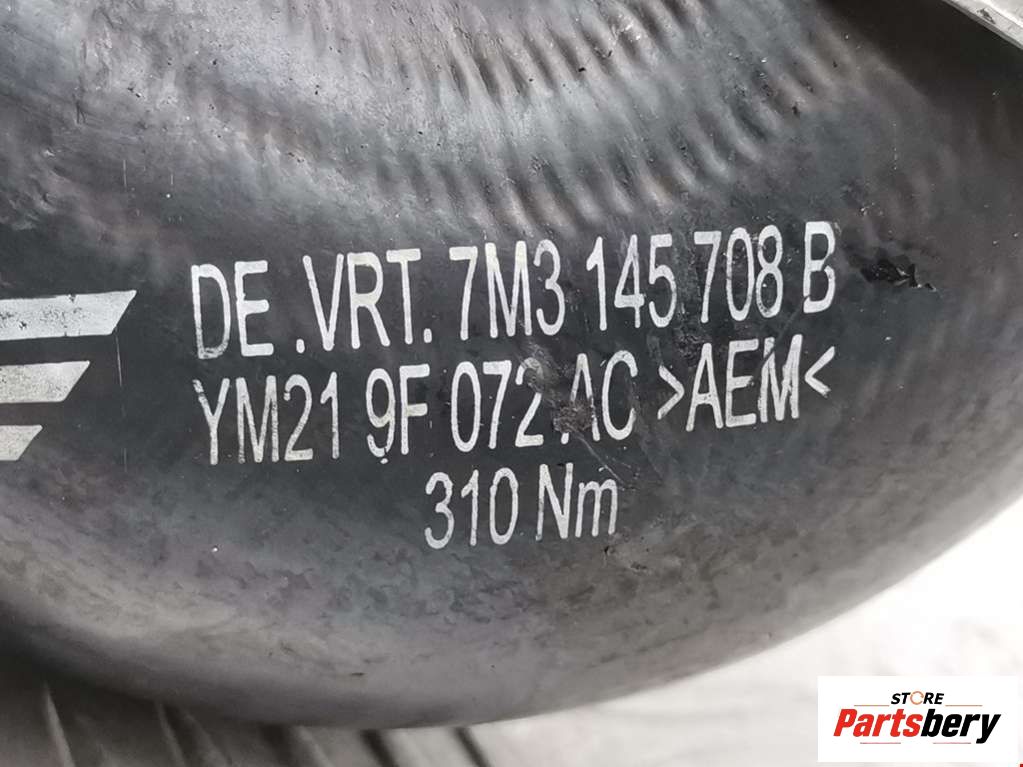 DE .VRT. 7M3 145 708 B
YM21 9F 072 AC >AEM<
310 Nm
STORE
Partsbery